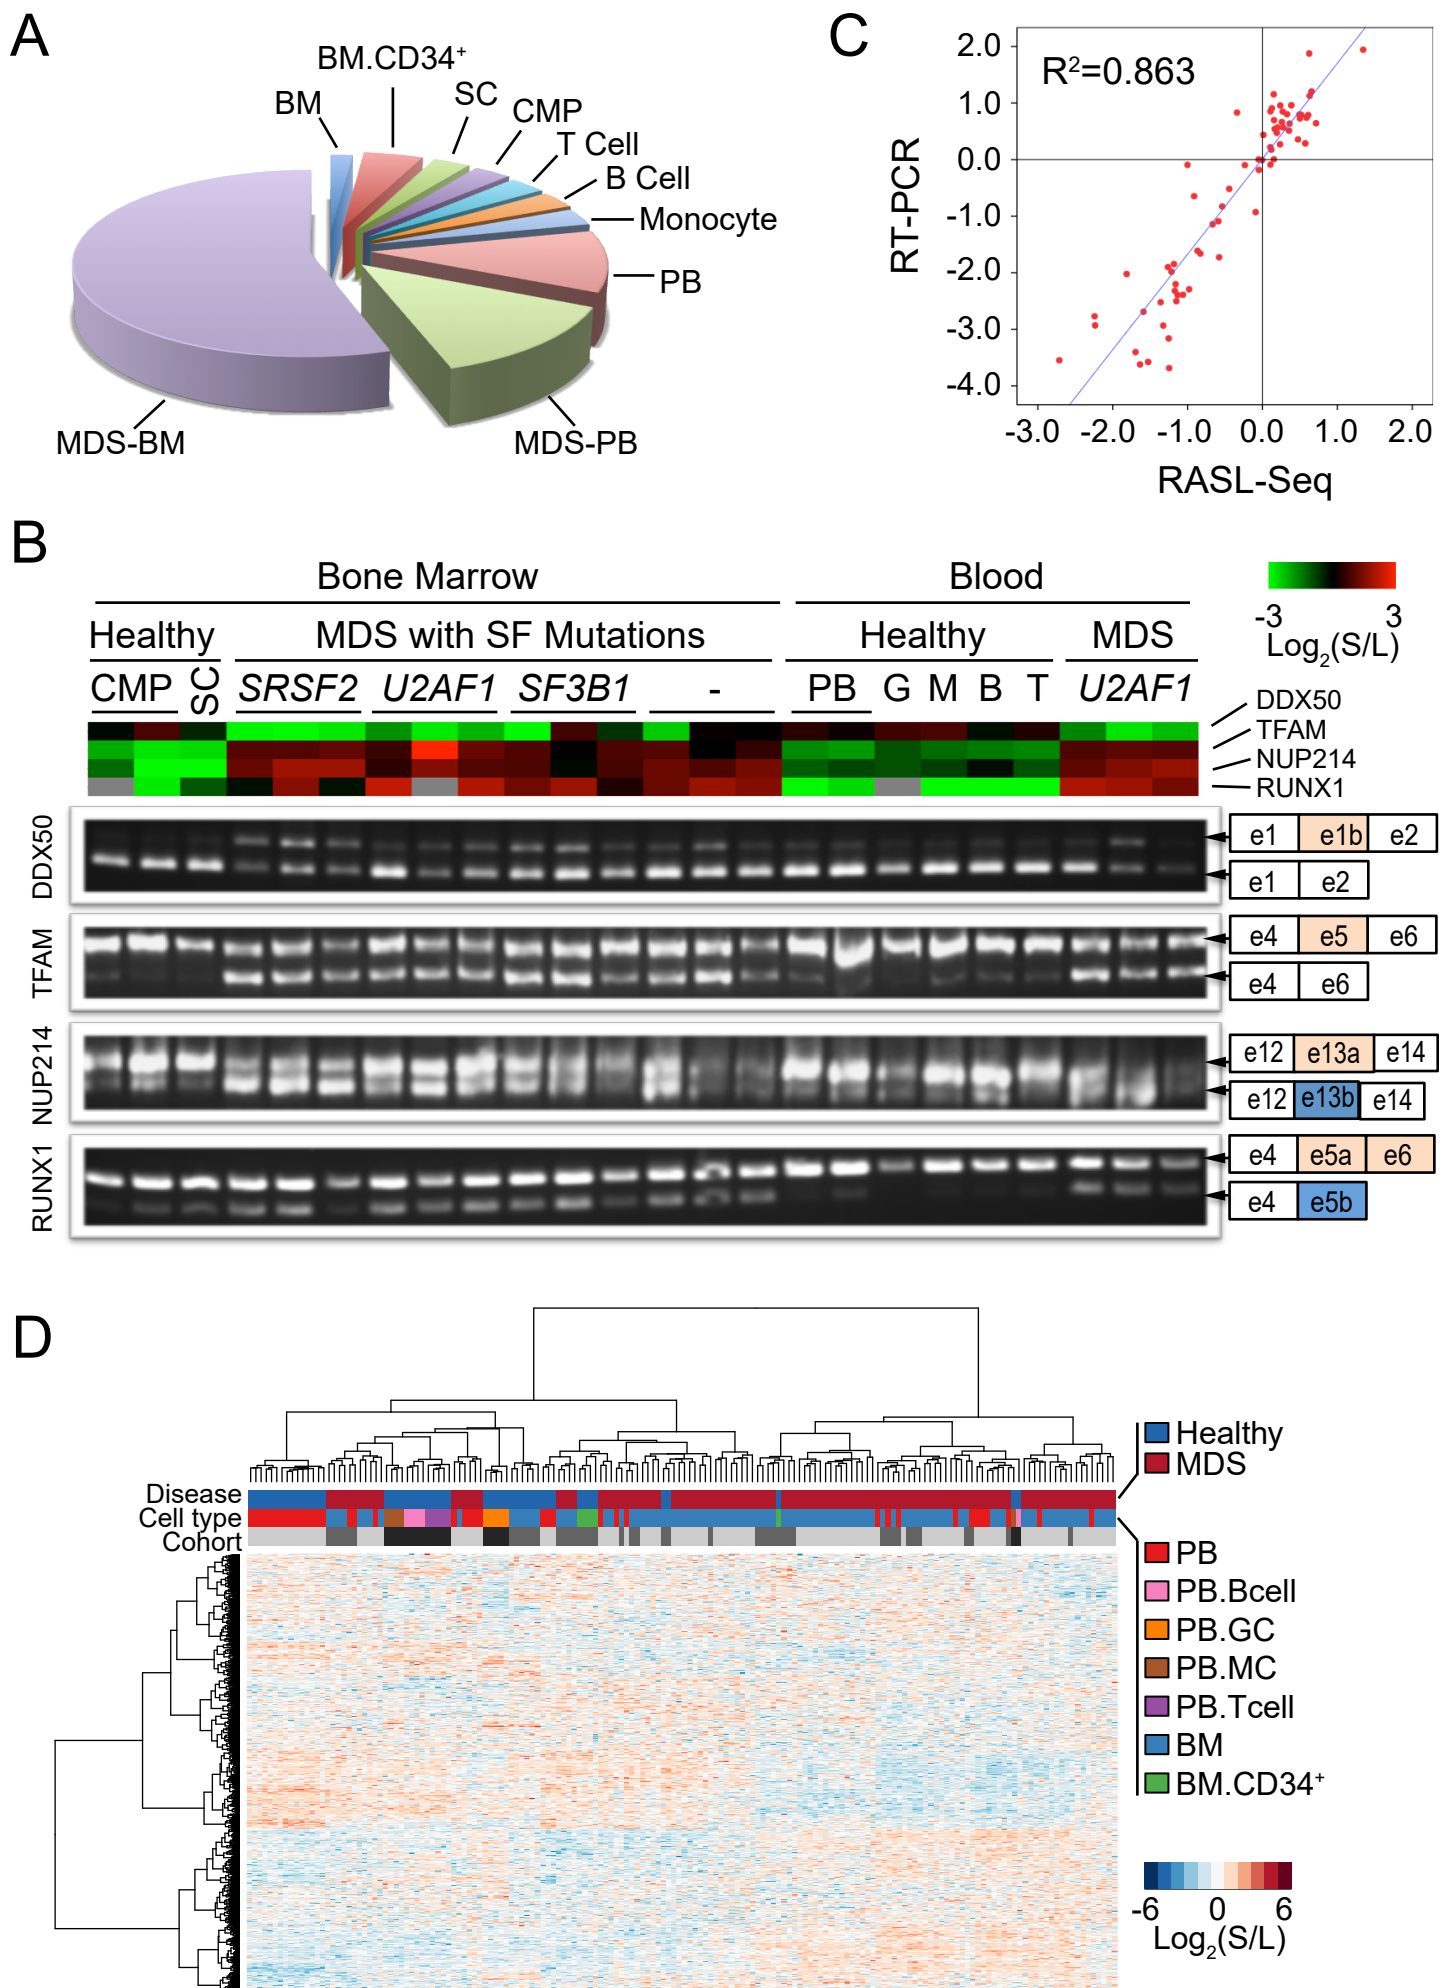 A
BM
BM.CD34+
SC
CMP
T Cell
B Cell
Monocyte
PB
MDS-PB
MDS-BM
C
R2=0.863
RT-PCR
2.0
1.0
0.0
-1.0
-2.0
-3.0
-4.0
-3.0 -2.0 -1.0 0.0 1.0 2.0
RASL-Seq
B
Bone Marrow Blood
Healthy MDS with SF Mutations Healthy MDS
CMP SC SRSF2 U2AF1 SF3B1 - PB G M B T U2AF1
-3 3
Log2(S/L)
DDX50
TFAM
NUP214
RUNX1
DDX50
e1 e1b e2
e1 e2
TFAM
e4 e5 e6
e4 e6
NUP214
e12 e13a e14
e12 e13b e14
RUNX1
e4 e5a e6
e4 e5b
D
Disease
Cell type
Cohort
Healthy
MDS
PB
PB.Bcell
PB.GC
PB.MC
PB.Tcell
BM
BM.CD34+
-6 0 6
Log2(S/L)